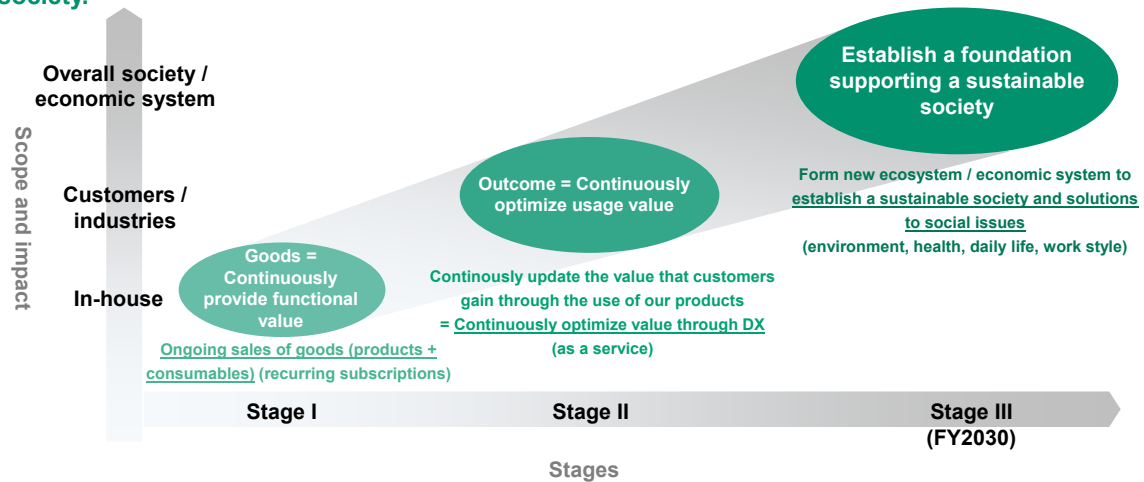 society.
Scope and impact
Overall society /
economic system
Customers /
industries
In-house
Establish a foundation
supporting a sustainable
society
Outcome = Continuously
optimize usage value
Goods =
Continuously
provide functional
value
Form new ecosystem / economic system to
establish a sustainable society and solutions
to social issues
(environment, health, daily life, work style)
Continously update the value that customers
gain through the use of our products
= Continuously optimize value through DX
(as a service)
Ongoing sales of goods (products +
consumables) (recurring subscriptions)
Stage I
Stage II
Stage III
(FY2030)
Stages